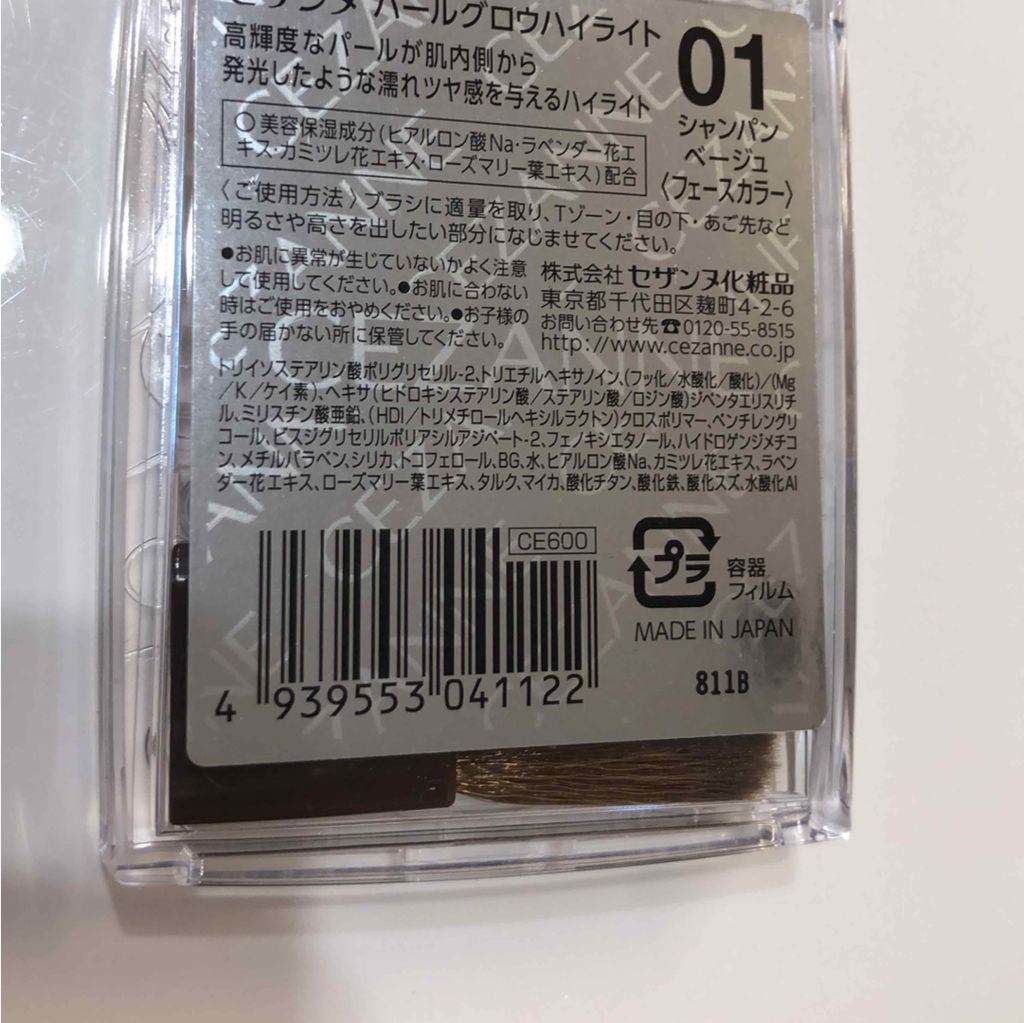 セザンヌ パールグロウハイライト
高輝度なパールが肌内側から
発光したような濡れツヤ感を与えるハイライト
01
シャンパン
ベージュ
〈フェースカラー〉
○美容保湿成分(ヒアルロン酸Na・ラベンダー花エ
キス・カミツレ花エキス・ローズマリー葉エキス)配合
〈ご使用方法〉ブラシに適量を取り、Tゾーン・目の下・あご先など
明るさや高さを出したい部分になじませてください。
●お肌に異常が生じていないかよく注意
して使用してください。●お肌に合わない
時はご使用をおやめください。●お子様の
手の届かない所に保管してください。
株式会社 セザンヌ化粧品
東京都千代田区麹町4-2-6
お問い合わせ先☎0120-55-8515
http://www.cezanne.co.jp
トリイソステアリン酸ポリグリセリル-2、トリエチルヘキサノイン、(フッ化/水酸化/酸化)/(Mg
/K/ケイ素)、ヘキサ(ヒドロキシステアリン酸/ステアリン酸/ロジン酸)ジペンタエリスリチ
ル、ミリスチン酸亜鉛、(HDI/トリメチロールヘキシルラクトン)クロスポリマー、ペンチレングリ
コール、ビスジグリセリルポリアシルアジペート-2、フェノキシエタノール、ハイドロゲンジメチコ
ン、メチルパラベン、シリカ、トコフェロール、BG、水、ヒアルロン酸Na、カミツレ花エキス、ラベン
ダー花エキス、ローズマリー葉エキス、タルク、マイカ、酸化チタン、酸化鉄、酸化スズ、水酸化Al
CE600
プラ
容器
フィルム
MADE IN JAPAN
811B
4 939553 041122